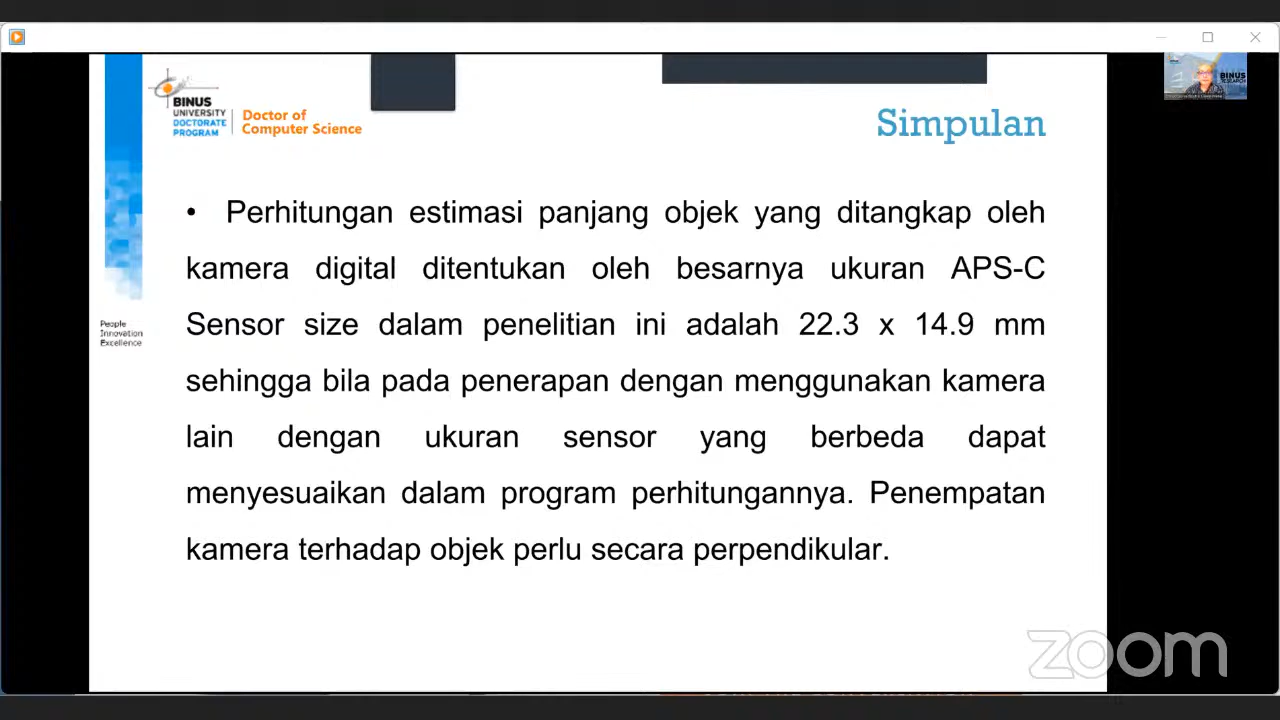 BINUS
UNIVERSITY
DOCTORATE
PROGRAM
Doctor of
Computer Science
Simpulan
BINUS
RESEARCH
• Perhitungan estimasi panjang objek yang ditangkap oleh
kamera digital ditentukan oleh besarnya ukuran APS-C
Sensor size dalam penelitian ini adalah 22.3 x 14.9 mm
sehingga bila pada penerapan dengan menggunakan kamera
lain dengan ukuran sensor yang berbeda dapat
menyesuaikan dalam program perhitungannya. Penempatan
kamera terhadap objek perlu secara perpendikular.
People
Innovation
Excellence
zoom